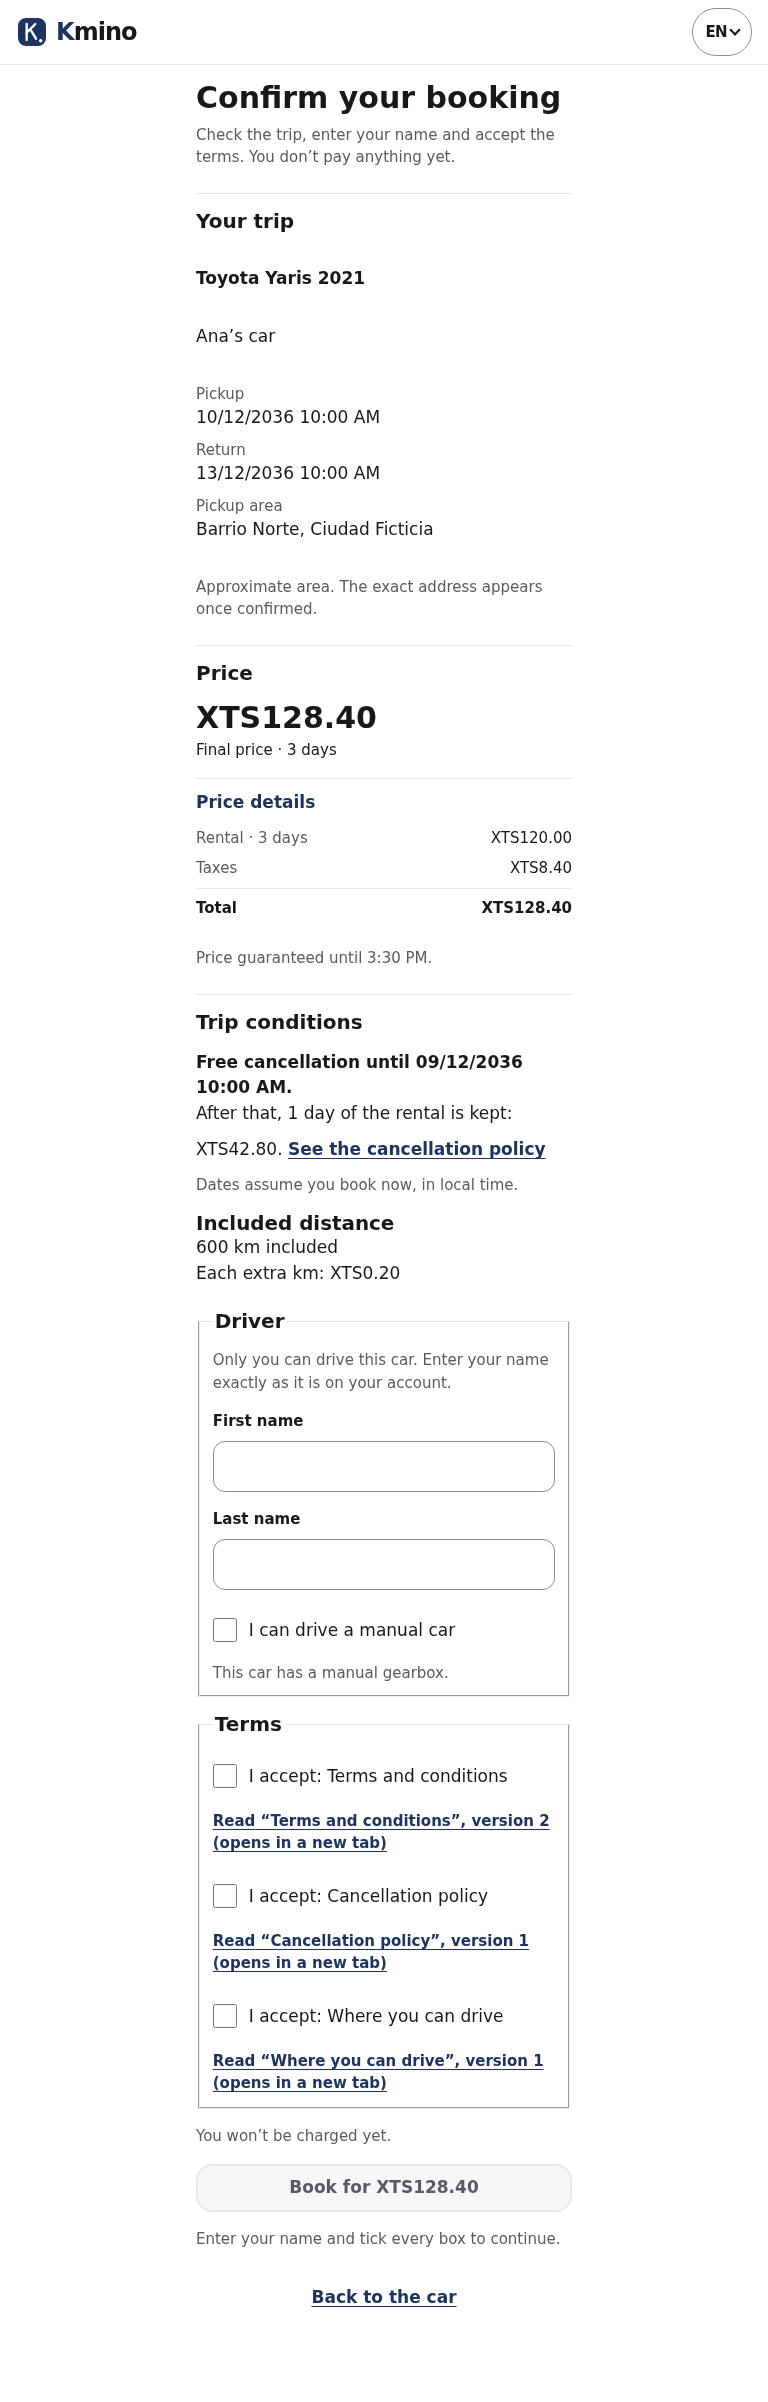 Kmino
EN
Confirm your booking
Check the trip, enter your name and accept the
terms. You don’t pay anything yet.
Your trip
Toyota Yaris 2021
Ana’s car
Pickup
10/12/2036 10:00 AM
Return
13/12/2036 10:00 AM
Pickup area
Barrio Norte, Ciudad Ficticia
Approximate area. The exact address appears
once confirmed.
Price
XTS128.40
Final price · 3 days
Price details
Rental · 3 days XTS120.00
Taxes XTS8.40
Total XTS128.40
Price guaranteed until 3:30 PM.
Trip conditions
Free cancellation until 09/12/2036
10:00 AM.
After that, 1 day of the rental is kept:
XTS42.80. See the cancellation policy
Dates assume you book now, in local time.
Included distance
600 km included
Each extra km: XTS0.20
Driver
Only you can drive this car. Enter your name
exactly as it is on your account.
First name
Last name
I can drive a manual car
This car has a manual gearbox.
Terms
I accept: Terms and conditions
Read “Terms and conditions”, version 2
(opens in a new tab)
I accept: Cancellation policy
Read “Cancellation policy”, version 1
(opens in a new tab)
I accept: Where you can drive
Read “Where you can drive”, version 1
(opens in a new tab)
You won’t be charged yet.
Book for XTS128.40
Enter your name and tick every box to continue.
Back to the car